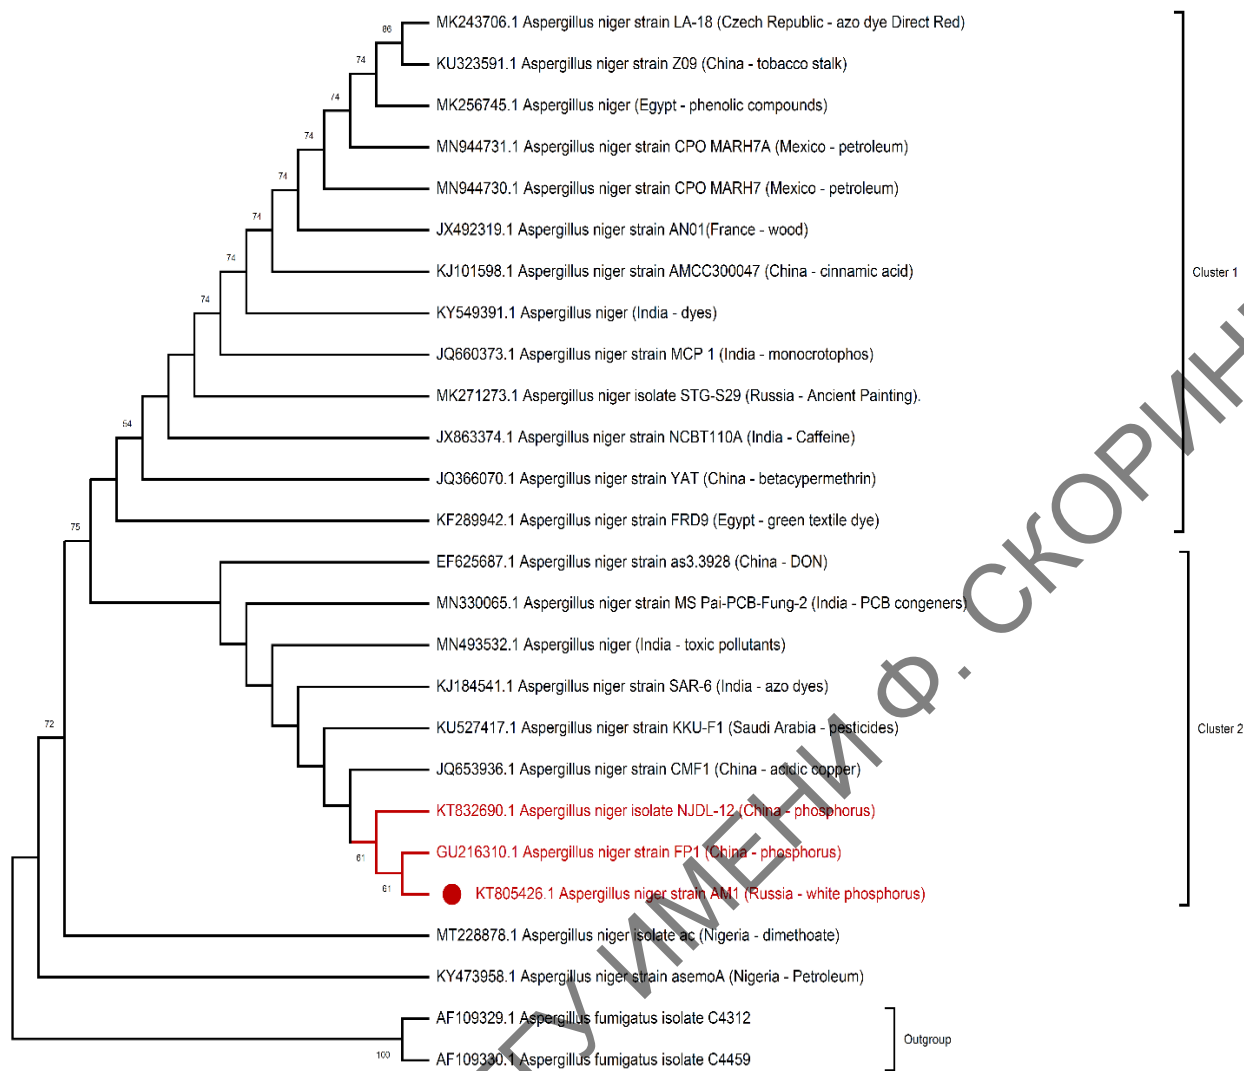 MK243706.1 Aspergillus niger strain LA-18 (Czech Republic - azo dye Direct Red)
86
KU323591.1 Aspergillus niger strain Z09 (China - tobacco stalk)
74
MK256745.1 Aspergillus niger (Egypt - phenolic compounds)
74
MN944731.1 Aspergillus niger strain CPO MARH7A (Mexico - petroleum)
74
MN944730.1 Aspergillus niger strain CPO MARH7 (Mexico - petroleum)
74
JX492319.1 Aspergillus niger strain AN01(France - wood)
74
KJ101598.1 Aspergillus niger strain AMCC300047 (China - cinnamic acid)
74
Cluster 1
KY549391.1 Aspergillus niger (India - dyes)
74
JQ660373.1 Aspergillus niger strain MCP 1 (India - monocrotophos)
MK271273.1 Aspergillus niger isolate STG-S29 (Russia - Ancient Painting).
JX863374.1 Aspergillus niger strain NCBT110A (India - Caffeine)
54
JQ366070.1 Aspergillus niger strain YAT (China - betacypermethrin)
KF289942.1 Aspergillus niger strain FRD9 (Egypt - green textile dye)
75
EF625687.1 Aspergillus niger strain as3.3928 (China - DON)
MN330065.1 Aspergillus niger strain MS Pai-PCB-Fung-2 (India - PCB congeners)
MN493532.1 Aspergillus niger (India - toxic pollutants)
KJ184541.1 Aspergillus niger strain SAR-6 (India - azo dyes)
72
KU527417.1 Aspergillus niger strain KKU-F1 (Saudi Arabia - pesticides)
Cluster 2
JQ653936.1 Aspergillus niger strain CMF1 (China - acidic copper)
KT832690.1 Aspergillus niger isolate NJDL-12 (China - phosphorus)
61
GU216310.1 Aspergillus niger strain FP1 (China - phosphorus)
61
KT805426.1 Aspergillus niger strain AM1 (Russia - white phosphorus)
MT228878.1 Aspergillus niger isolate ac (Nigeria - dimethoate)
KY473958.1 Aspergillus niger strain asemoA (Nigeria - Petroleum)
AF109329.1 Aspergillus fumigatus isolate C4312
Outgroup
100
AF109330.1 Aspergillus fumigatus isolate C4459
ГУ ИМЕНИ Ф. СКОРИН